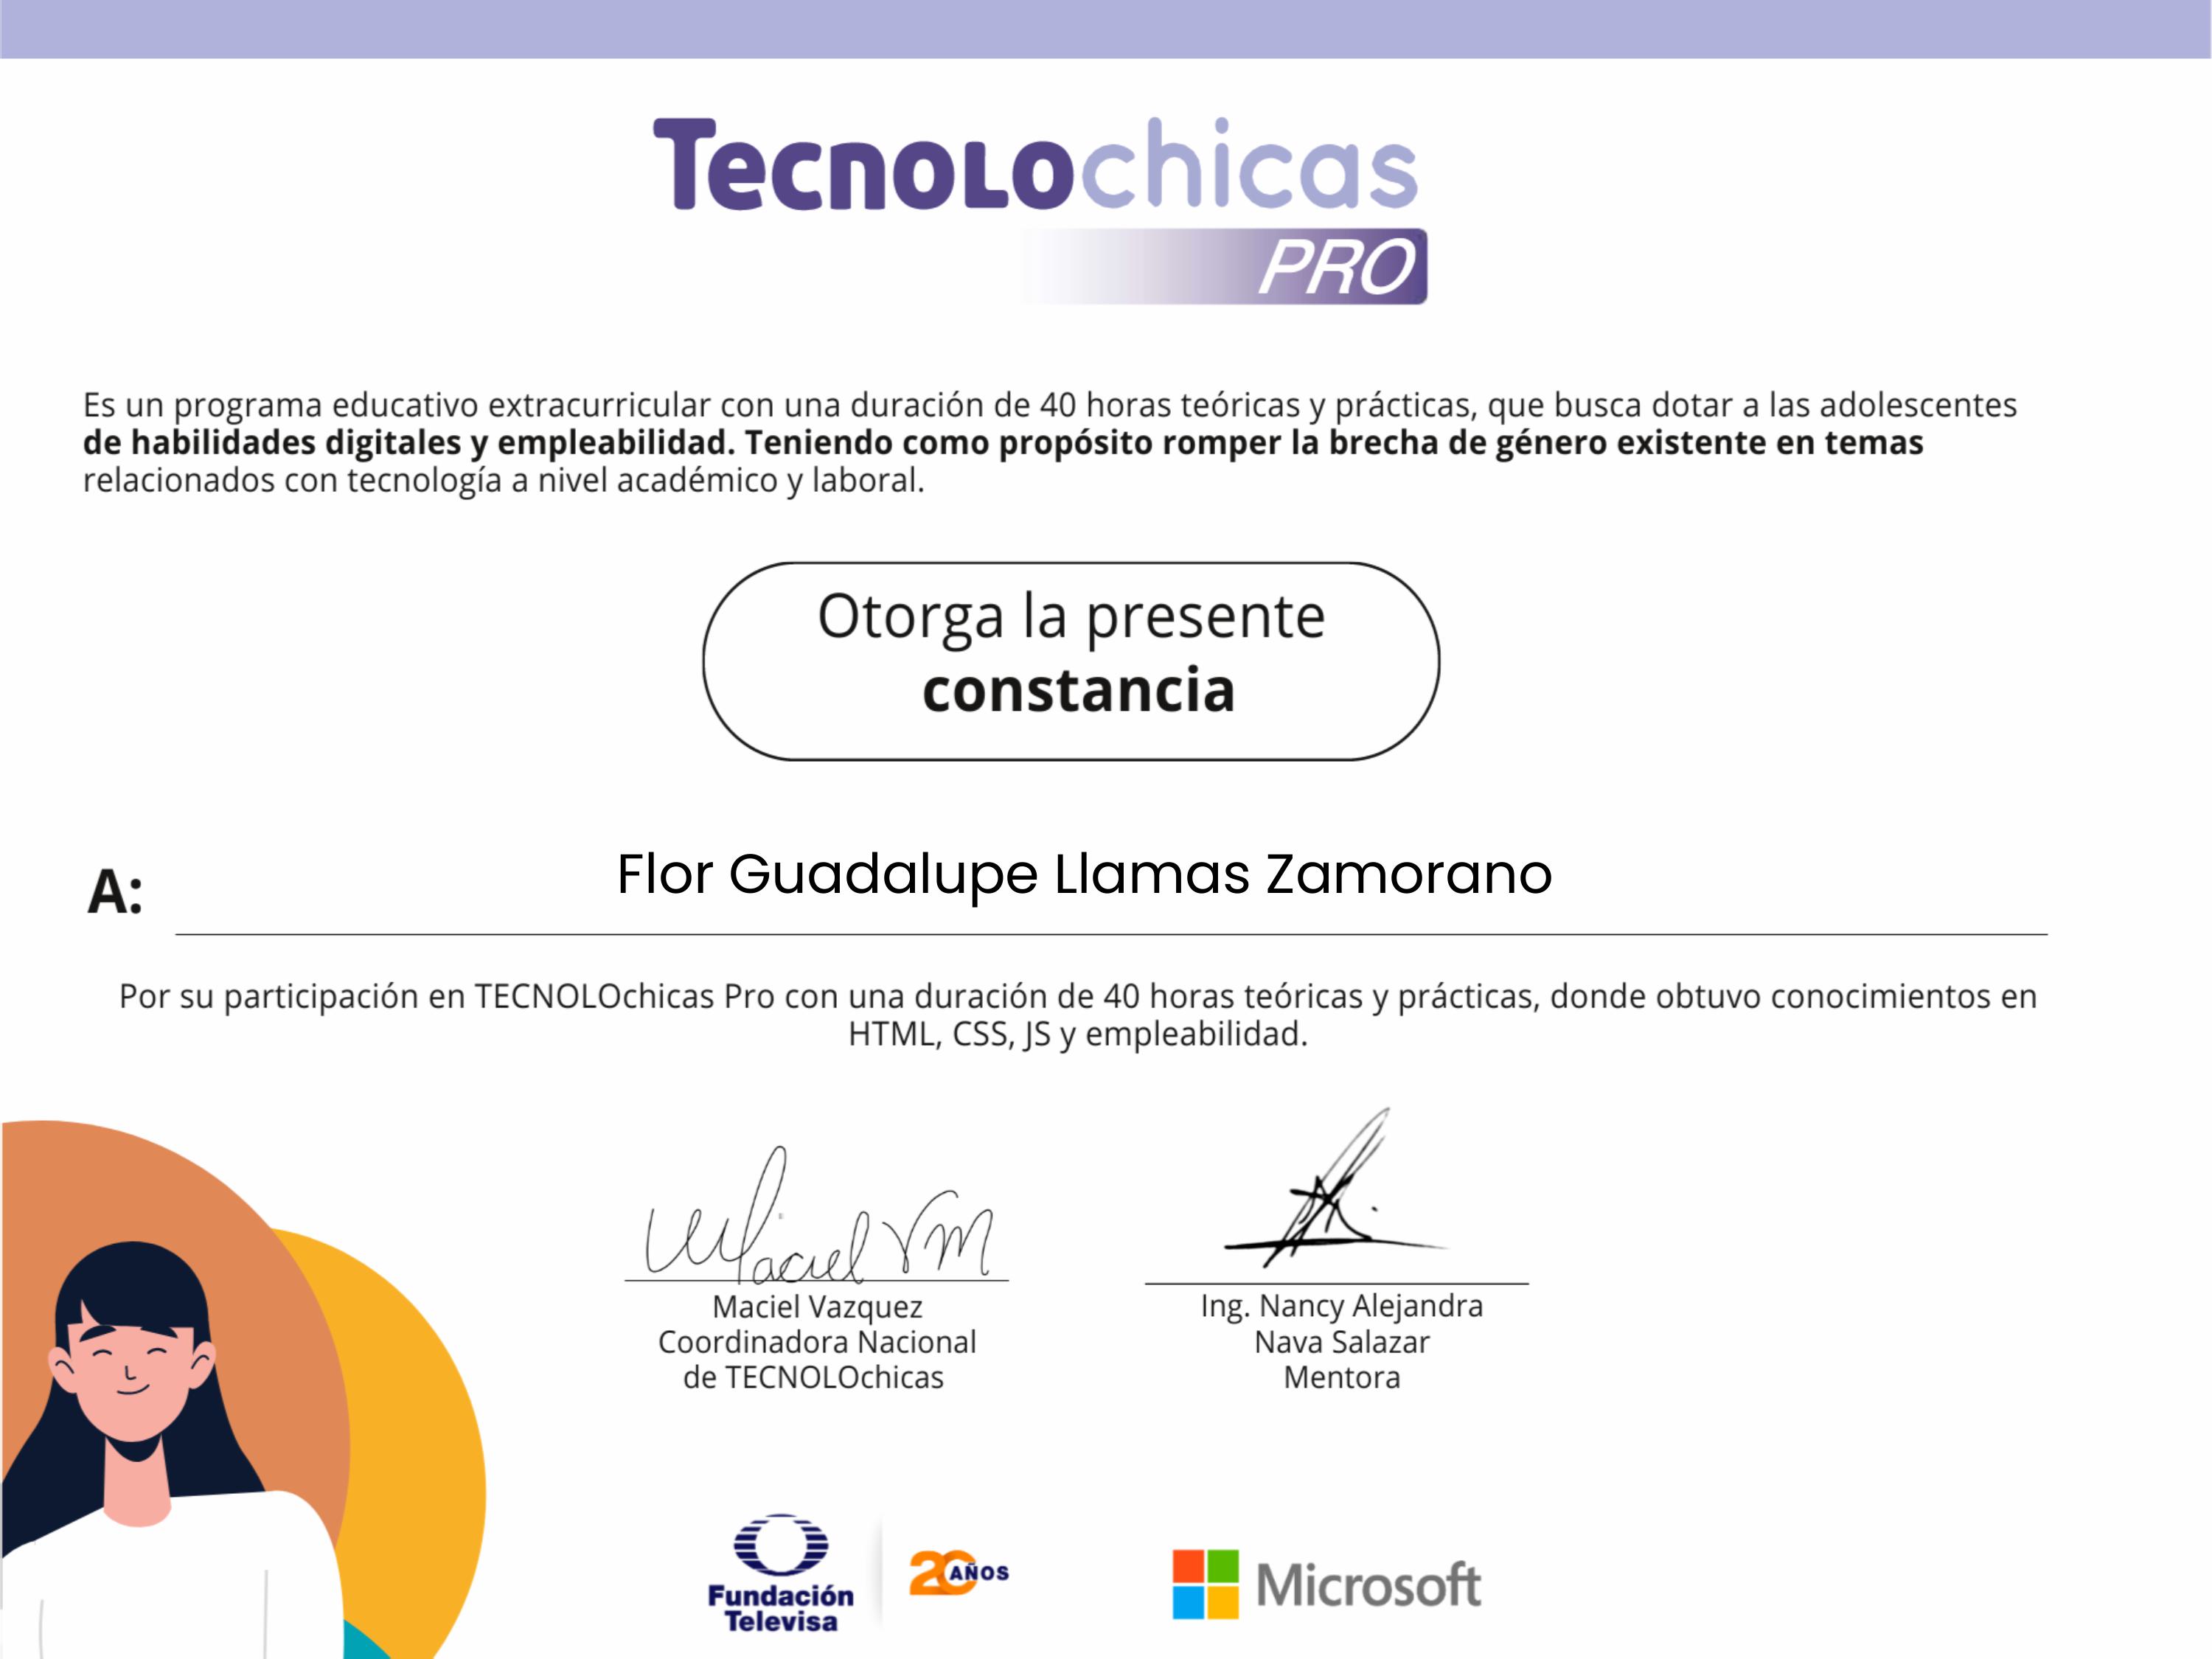 TECNOLOchicas
PRO
Es un programa educativo extracurricular con una duración de 40 horas teóricas y prácticas, que busca dotar a las adolescentes
de habilidades digitales y empleabilidad. Teniendo como propósito romper la brecha de género existente en temas
relacionados con tecnología a nivel académico y laboral.
Otorga la presente
constancia
A: Flor Guadalupe Llamas Zamorano
Por su participación en TECNOLOchicas Pro con una duración de 40 horas teóricas y prácticas, donde obtuvo conocimientos en
HTML, CSS, JS y empleabilidad.
Maciel VM
Maciel Vazquez
Coordinadora Nacional
de TECNOLOchicas
Ing. Nancy Alejandra
Nava Salazar
Mentora
Fundación
Televisa
20 AÑOS
Microsoft